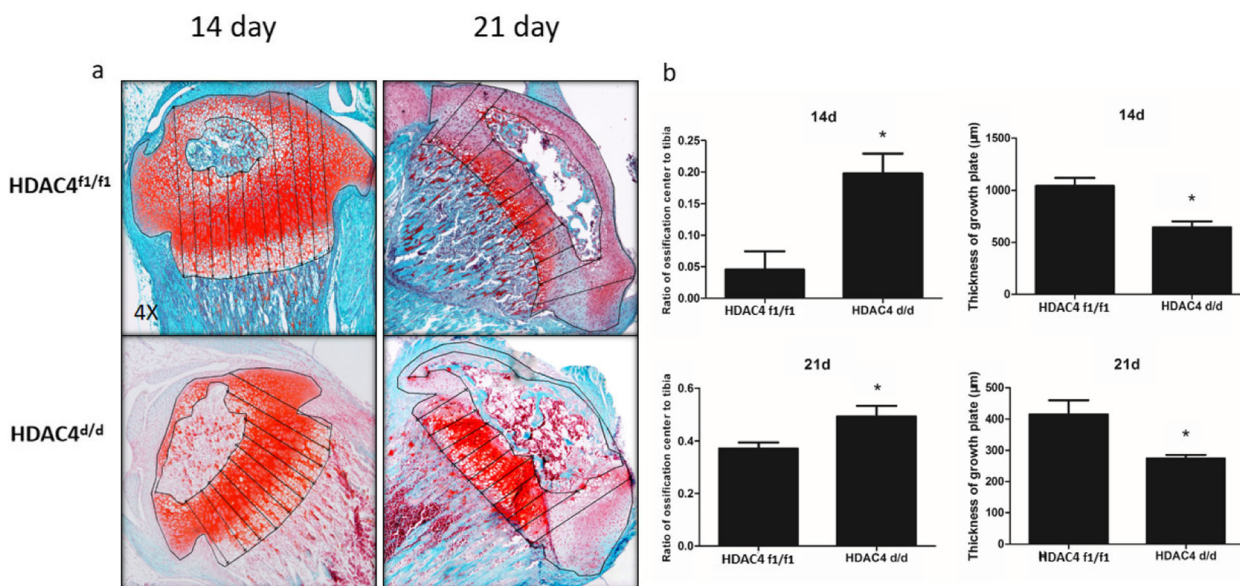 14 day
21 day
a
HDAC4f1/f1
4X
HDAC4d/d
b
14d
Ratio of ossification center to tibia
0.25
0.20
0.15
0.10
0.05
0.00
*
HDAC4 f1/f1
HDAC4 d/d
14d
Thickness of growth plate (µm)
1500
1000
500
0
*
HDAC4 f1/f1
HDAC4 d/d
21d
Ratio of ossification center to tibia
0.6
0.4
0.2
0.0
*
HDAC4 f1/f1
HDAC4 d/d
21d
Thickness of growth plate (µm)
500
400
300
200
100
0
*
HDAC4 f1/f1
HDAC4 d/d